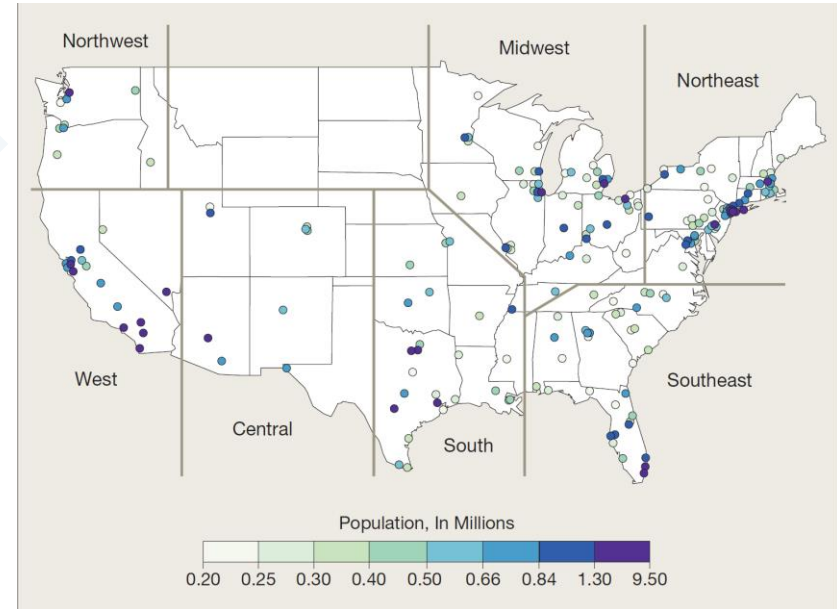 Northwest
Midwest
Northeast
West
Central
South
Southeast
Population, In Millions
0.20 0.25 0.30 0.40 0.50 0.66 0.84 1.30 9.50